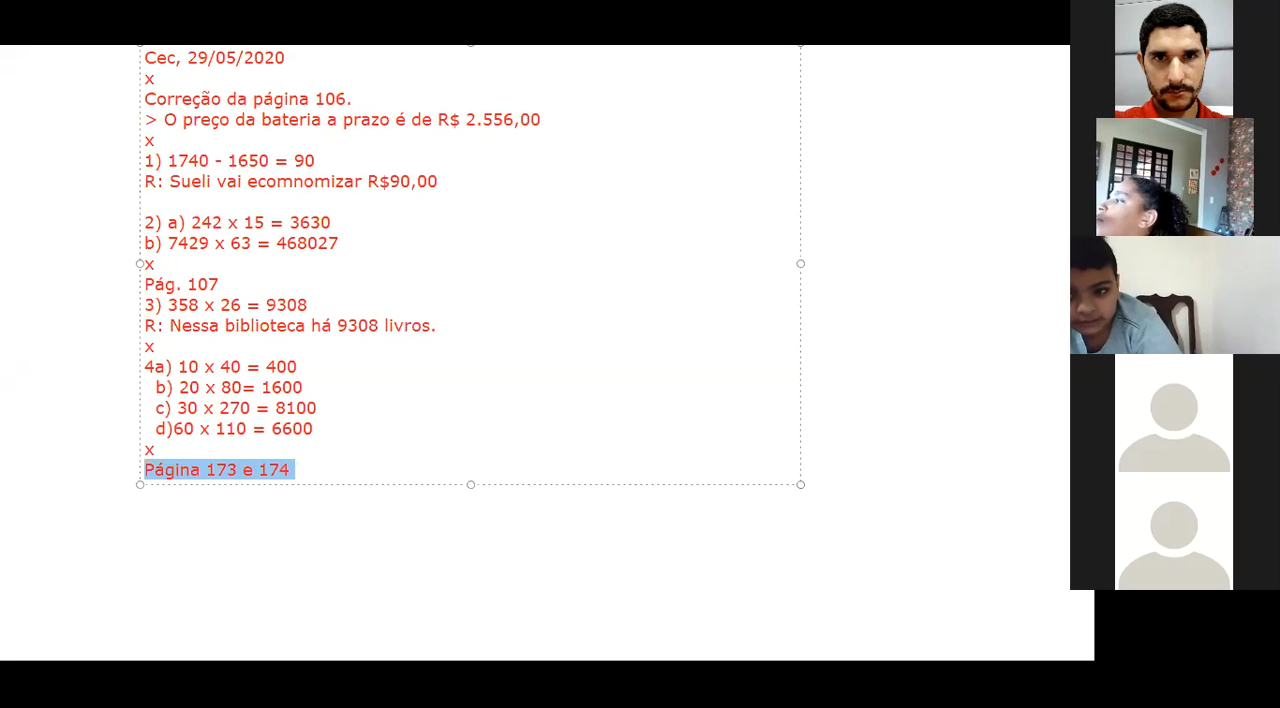 Cec, 29/05/2020
x
Correção da página 106.
> O preço da bateria a prazo é de R$ 2.556,00
x
1) 1740 - 1650 = 90
R: Sueli vai ecomnomizar R$90,00
2) a) 242 x 15 = 3630
b) 7429 x 63 = 468027
x
Pág. 107
3) 358 x 26 = 9308
R: Nessa biblioteca há 9308 livros.
x
4a) 10 x 40 = 400
b) 20 x 80= 1600
c) 30 x 270 = 8100
d)60 x 110 = 6600
x
Página 173 e 174